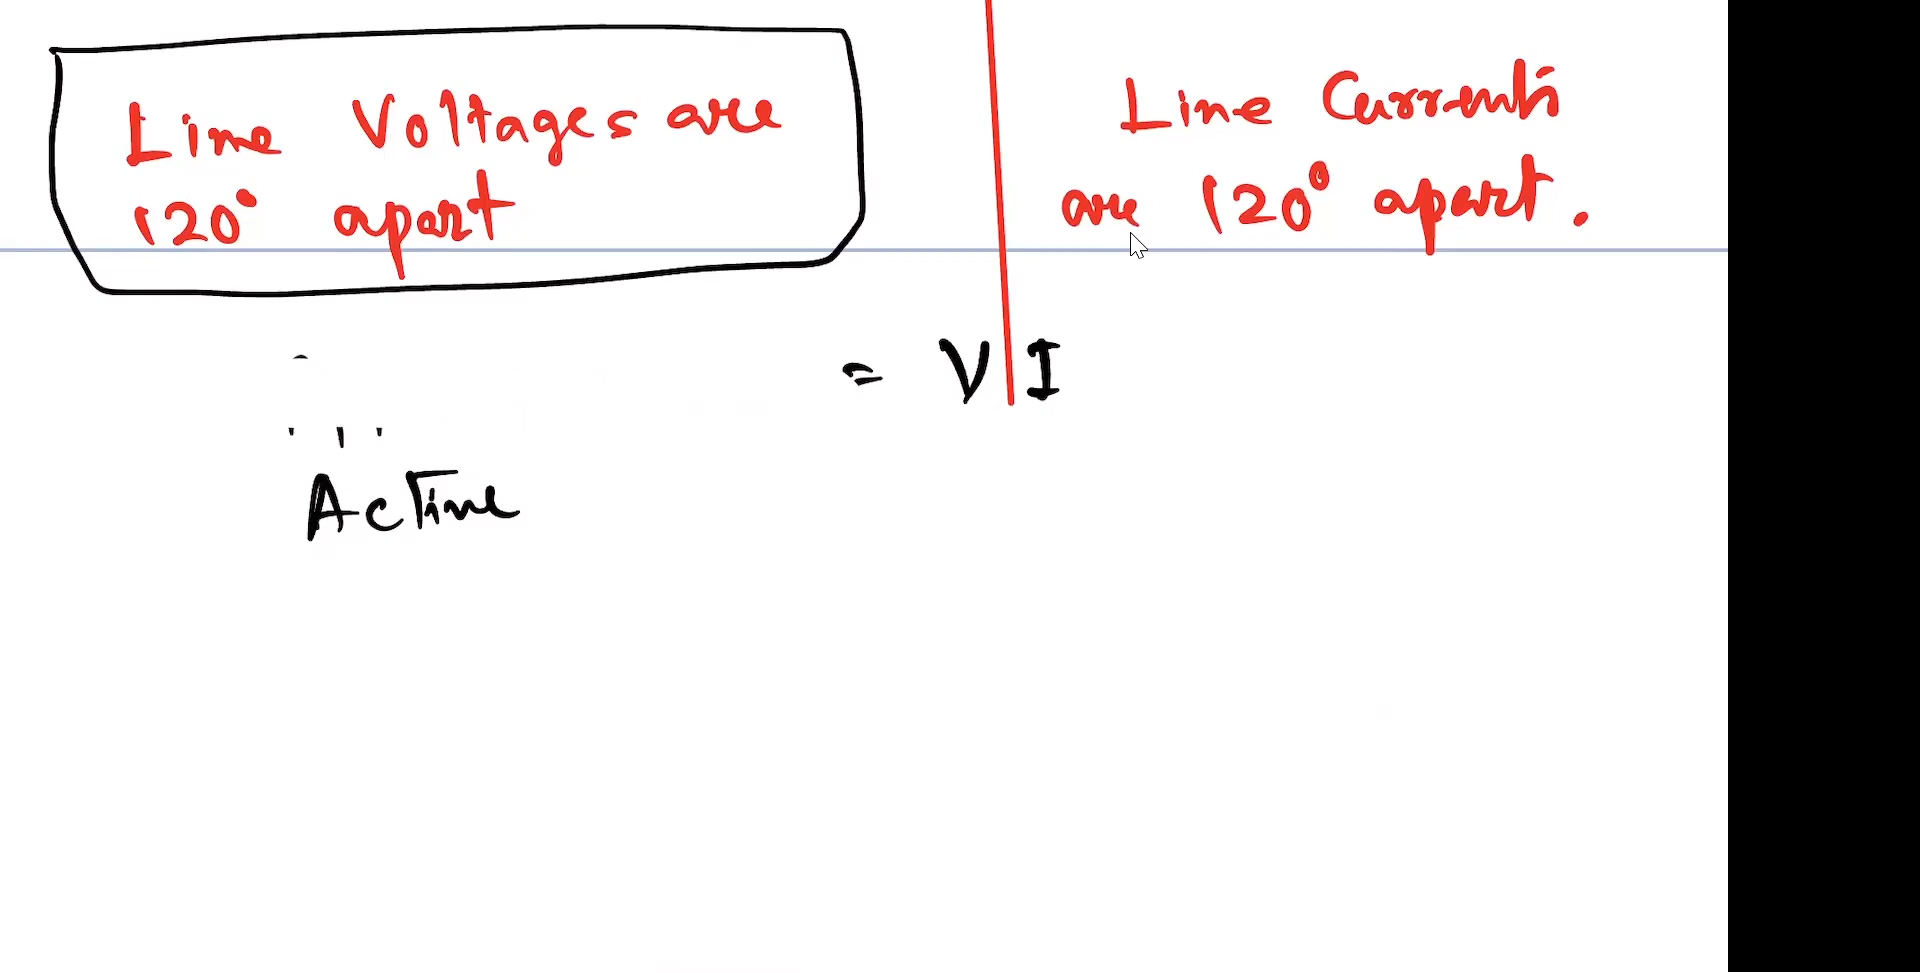 Line Voltages are
120° apart
Line Currents
are 120° apart.
= V I
Active